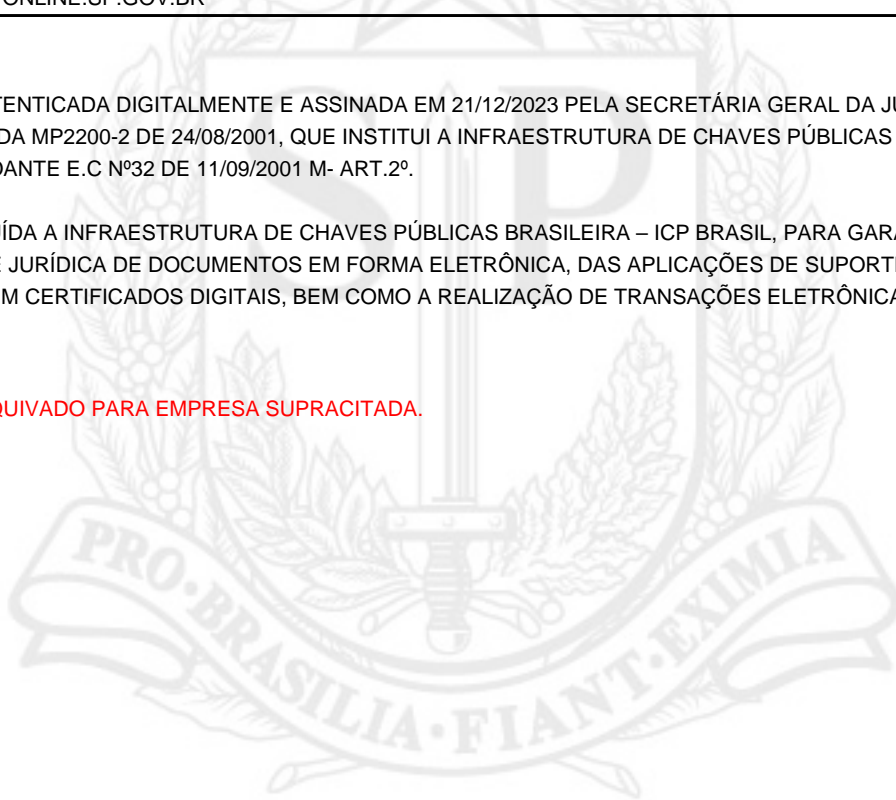 ONLINE.SP.GOV.BR
TENTICADA DIGITALMENTE E ASSINADA EM 21/12/2023 PELA SECRETÁRIA GERAL DA JU
DA MP2200-2 DE 24/08/2001, QUE INSTITUI A INFRAESTRUTURA DE CHAVES PÚBLICAS
DANTE E.C Nº32 DE 11/09/2001 M- ART.2º.
ÍDA A INFRAESTRUTURA DE CHAVES PÚBLICAS BRASILEIRA – ICP BRASIL, PARA GARA
E JURÍDICA DE DOCUMENTOS EM FORMA ELETRÔNICA, DAS APLICAÇÕES DE SUPORTE
M CERTIFICADOS DIGITAIS, BEM COMO A REALIZAÇÃO DE TRANSAÇÕES ELETRÔNICA
QUIVADO PARA EMPRESA SUPRACITADA.
SP
PRO·BRASILIA·FIANT·EXIMIA